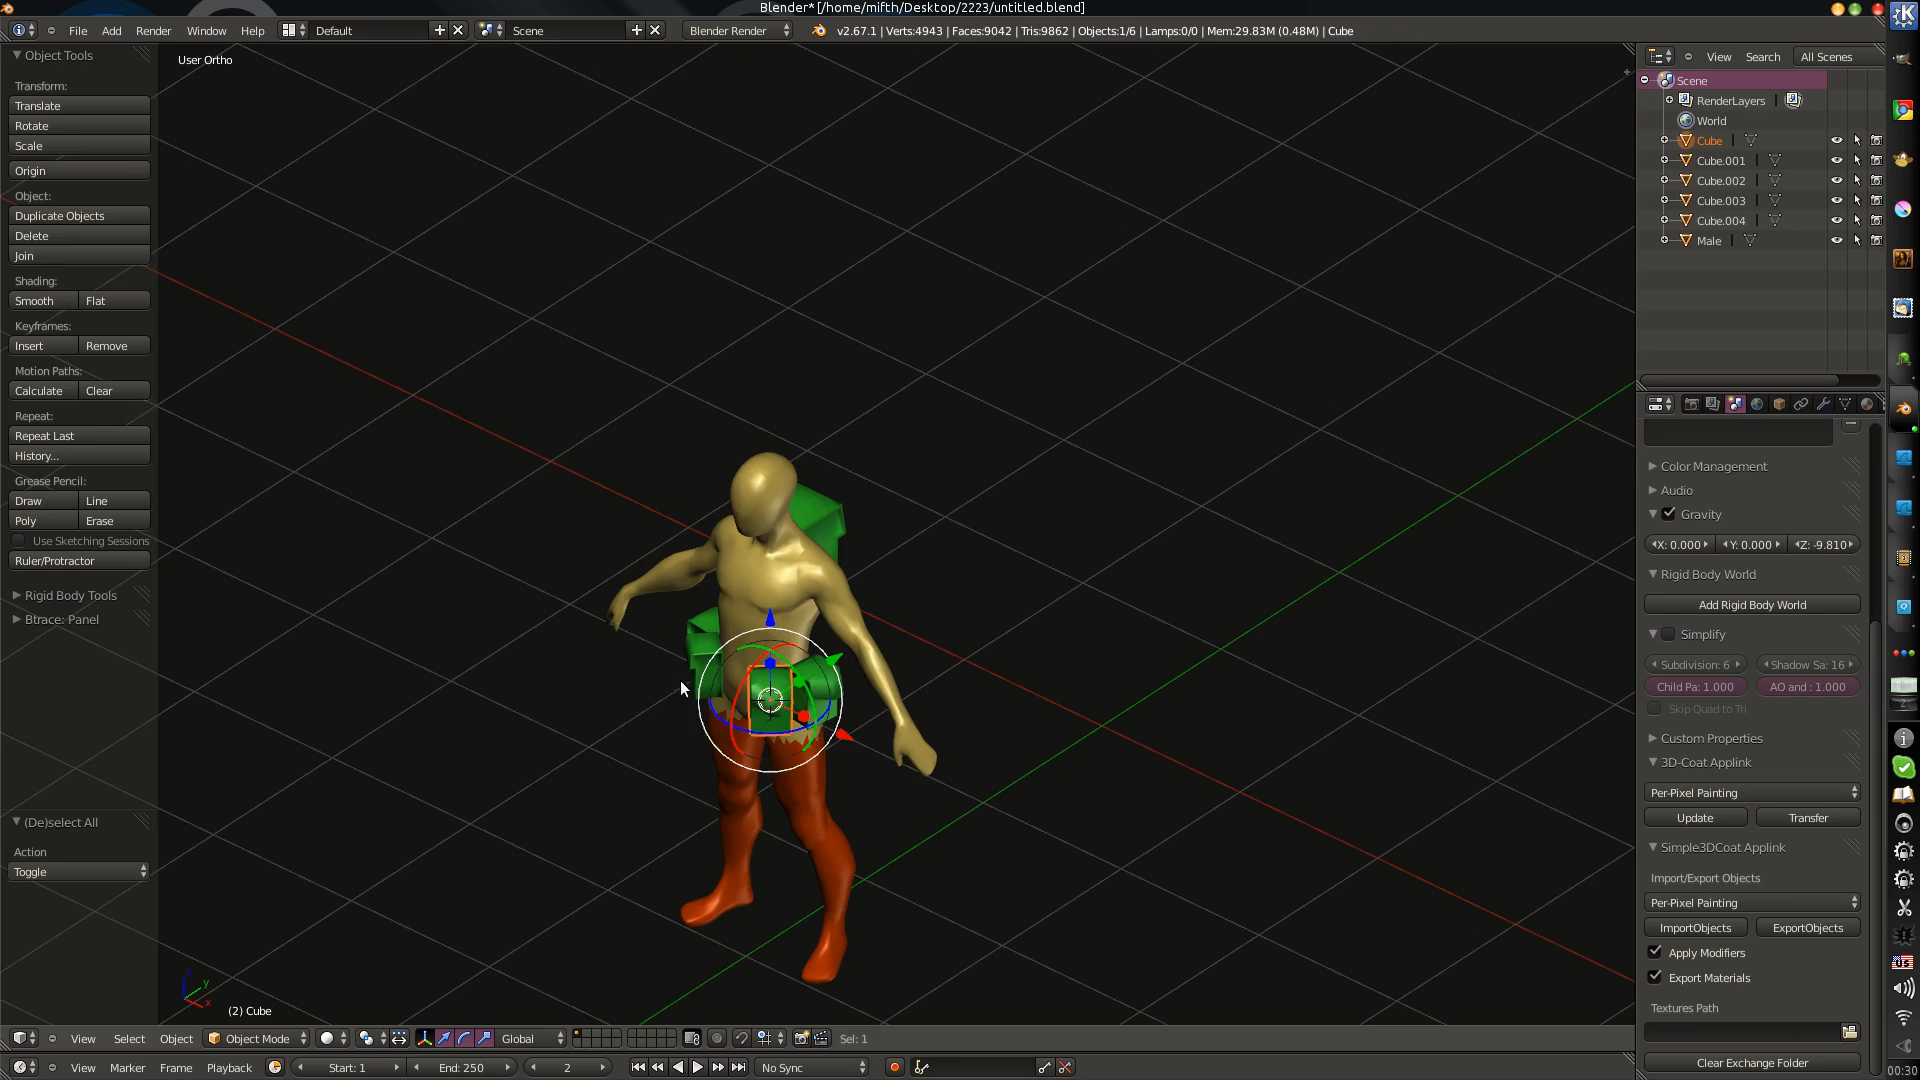 Blender* [/home/mifth/Desktop/2223/untitled.blend]
File Add Render Window Help Default Scene Blender Render v2.67.1 | Verts:4943 | Faces:9042 | Tris:9862 | Objects:1/6 | Lamps:0/0 | Mem:29.83M (0.48M) | Cube
Object Tools
Transform:
Translate
Rotate
Scale
Origin
Object:
Duplicate Objects
Delete
Join
Shading:
Smooth Flat
Keyframes:
Insert Remove
Motion Paths:
Calculate Clear
Repeat:
Repeat Last
History...
Grease Pencil:
Draw Line
Poly Erase
Use Sketching Sessions
Ruler/Protractor
Rigid Body Tools
Btrace: Panel
(De)select All
Action
Toggle
User Ortho
z
y
x
(2) Cube
View Search All Scenes
Scene
RenderLayers |
World
Cube |
Cube.001 |
Cube.002 |
Cube.003 |
Cube.004 |
Male |
Color Management
Audio
Gravity
X: 0.000 Y: 0.000 Z: -9.810
Rigid Body World
Add Rigid Body World
Simplify
Subdivision: 6 Shadow Sa: 16
Child Pa: 1.000 AO and : 1.000
Skip Quad to Tri
Custom Properties
3D-Coat Applink
Per-Pixel Painting
Update Transfer
Simple3DCoat Applink
Import/Export Objects
Per-Pixel Painting
ImportObjects ExportObjects
Apply Modifiers
Export Materials
Textures Path
Clear Exchange Folder
View Select Object Object Mode Global Sel: 1
View Marker Frame Playback Start: 1 End: 250 2 No Sync
00:30